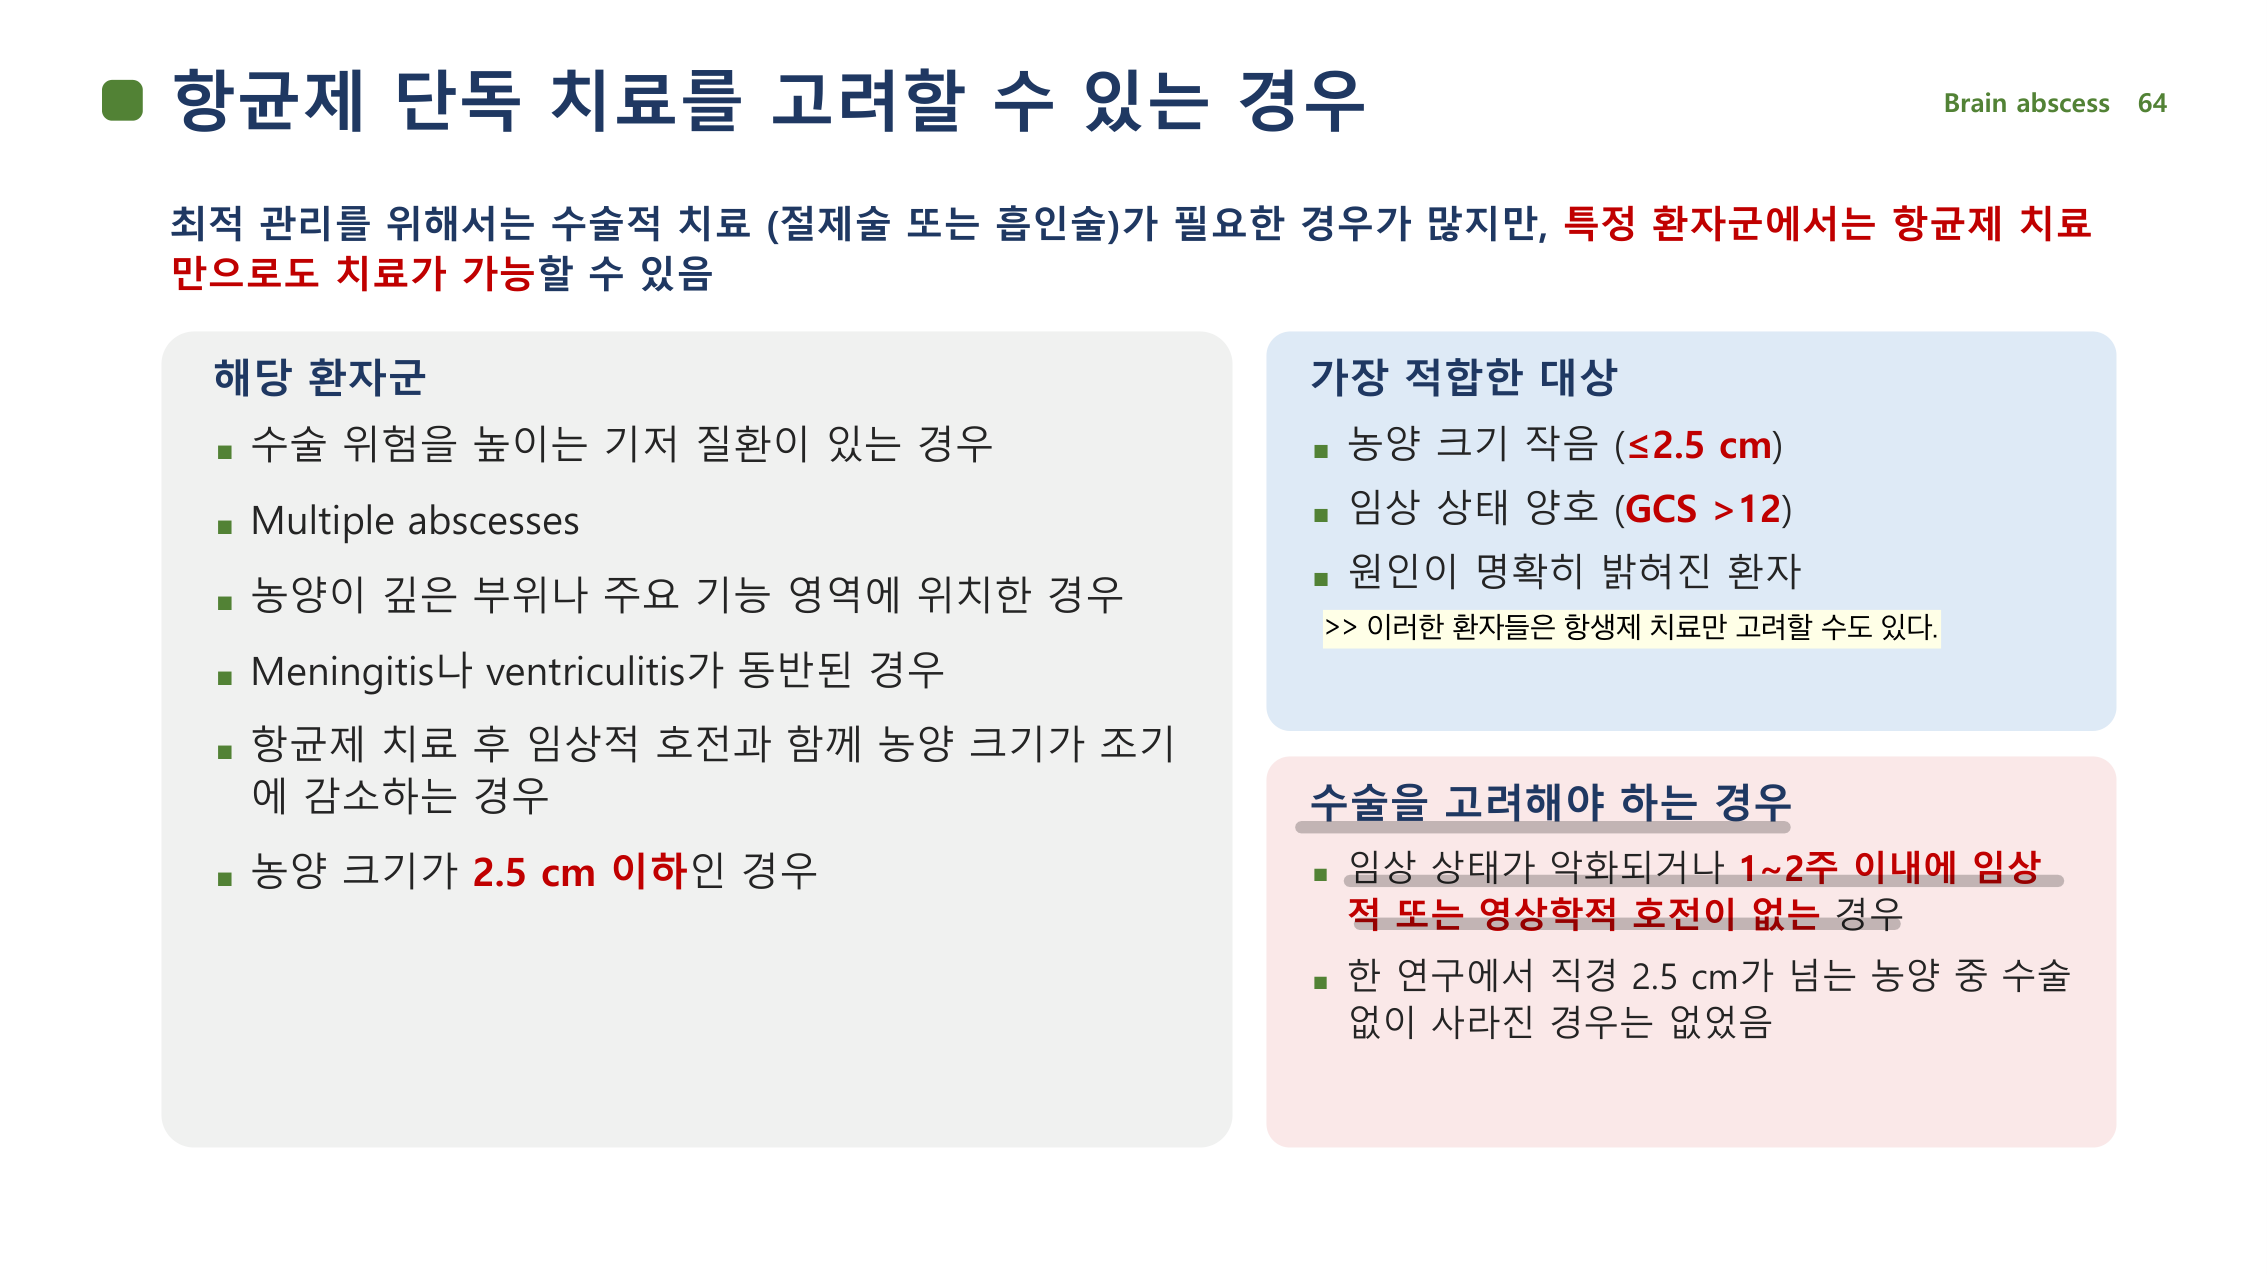 항균제 단독 치료를 고려할 수 있는 경우
Brain abscess 64
최적 관리를 위해서는 수술적 치료 (절제술 또는 흡인술)가 필요한 경우가 많지만, 특정 환자군에서는 항균제 치료
만으로도 치료가 가능할 수 있음
해당 환자군
수술 위험을 높이는 기저 질환이 있는 경우
Multiple abscesses
농양이 깊은 부위나 주요 기능 영역에 위치한 경우
Meningitis나 ventriculitis가 동반된 경우
항균제 치료 후 임상적 호전과 함께 농양 크기가 조기
에 감소하는 경우
농양 크기가 2.5 cm 이하인 경우
가장 적합한 대상
농양 크기 작음 (≤2.5 cm)
임상 상태 양호 (GCS >12)
원인이 명확히 밝혀진 환자
>> 이러한 환자들은 항생제 치료만 고려할 수도 있다.
수술을 고려해야 하는 경우
임상 상태가 악화되거나 1~2주 이내에 임상
적 또는 영상학적 호전이 없는 경우
한 연구에서 직경 2.5 cm가 넘는 농양 중 수술
없이 사라진 경우는 없었음